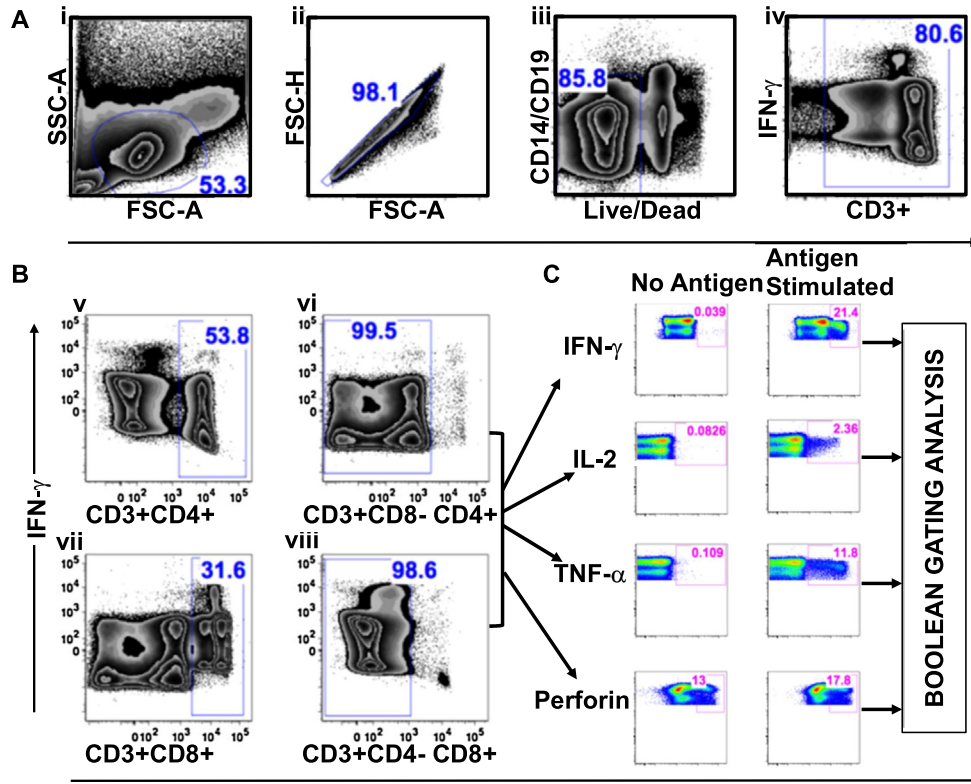 A
i
ii
iii
iv
SSC-A
53.3
FSC-A
FSC-H
98.1
FSC-A
CD14/CD19
85.8
Live/Dead
IFN-γ
80.6
CD3+
B
IFN-γ
v
10⁵
10⁴
10³
10²
0
53.8
0 10² 10³ 10⁴ 10⁵
CD3+CD4+
vi
10⁵
10⁴
10³
10²
0
99.5
0 10² 10³ 10⁴ 10⁵
CD3+CD8- CD4+
vii
10⁵
10⁴
10³
10²
0
31.6
0 10² 10³ 10⁴ 10⁵
CD3+CD8+
viii
10⁵
10⁴
10³
10²
0
98.6
0 10² 10³ 10⁴ 10⁵
CD3+CD4- CD8+
C
No Antigen
Antigen
Stimulated
IFN-γ
0.039
21.4
IL-2
0.0826
2.36
TNF-α
0.109
11.8
Perforin
13
17.8
BOOLEAN GATING ANALYSIS